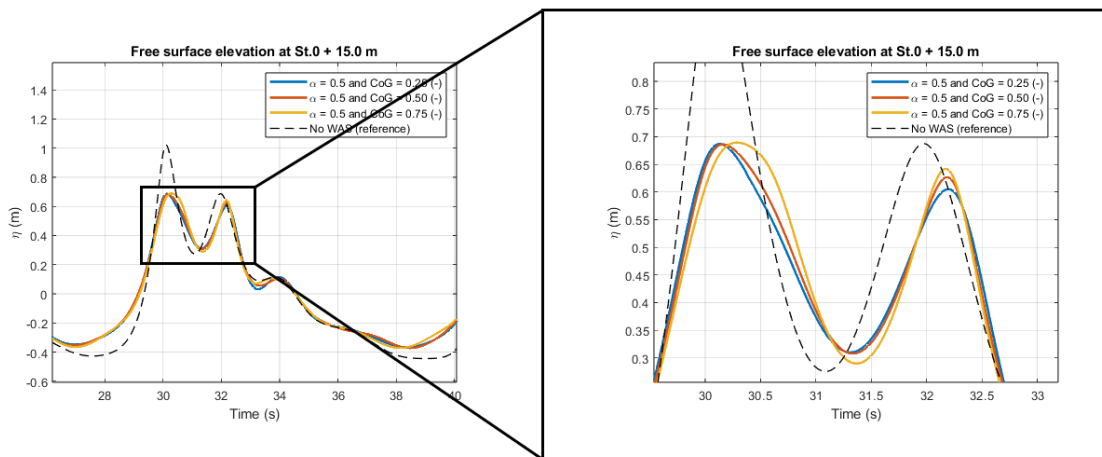 Free surface elevation at St.0 + 15.0 m
α = 0.5 and CoG = 0.25 (-)
α = 0.5 and CoG = 0.50 (-)
α = 0.5 and CoG = 0.75 (-)
No WAS (reference)
η (m)
1.4
1.2
1
0.8
0.6
0.4
0.2
0
-0.2
-0.4
-0.6
28
30
32
34
36
38
40
Time (s)
Free surface elevation at St.0 + 15.0 m
α = 0.5 and CoG = 0.25 (-)
α = 0.5 and CoG = 0.50 (-)
α = 0.5 and CoG = 0.75 (-)
No WAS (reference)
η (m)
0.8
0.75
0.7
0.65
0.6
0.55
0.5
0.45
0.4
0.35
0.3
30
30.5
31
31.5
32
32.5
33
Time (s)